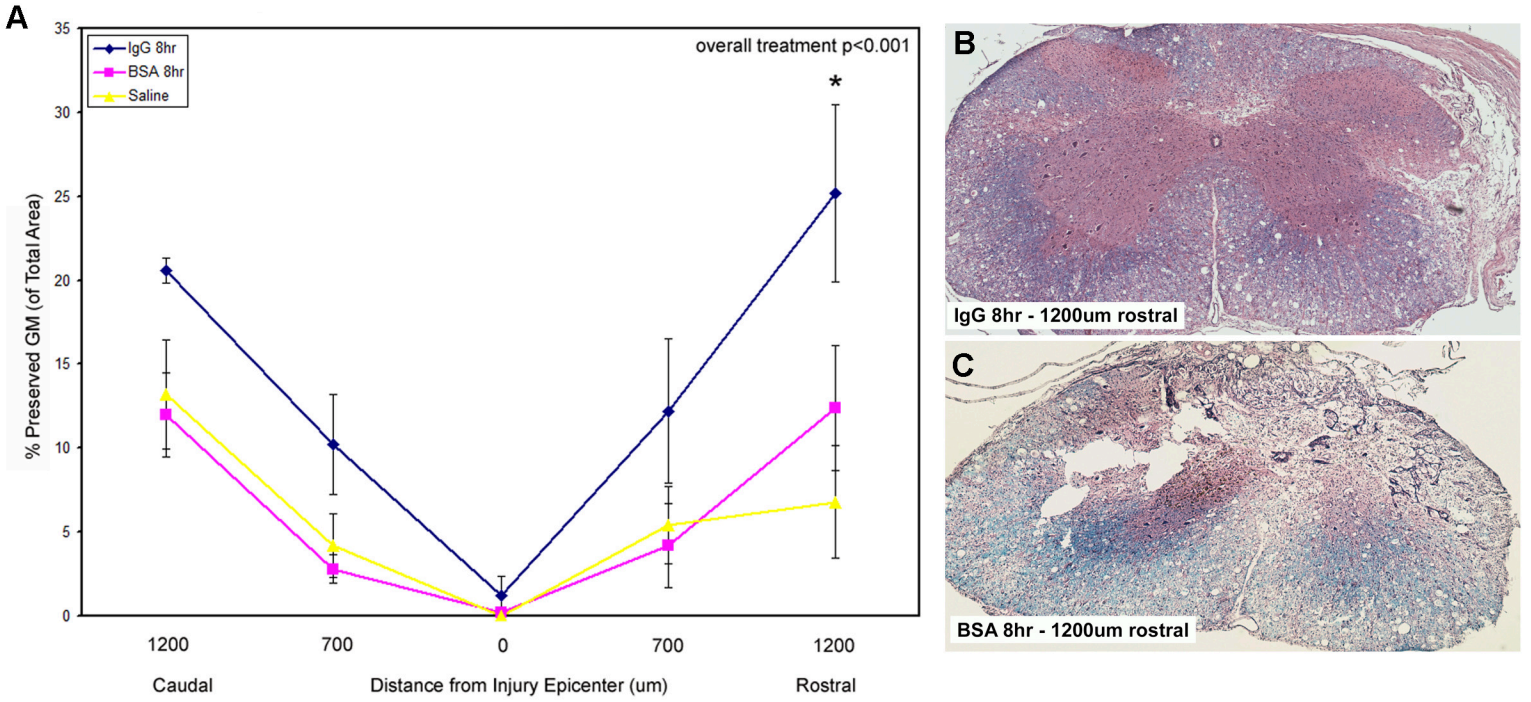 A
35
IgG 8hr
BSA 8hr
Saline
overall treatment p<0.001
*
30
25
20
15
10
5
0
% Preserved GM (of Total Area)
1200
700
0
700
1200
Caudal
Distance from Injury Epicenter (um)
Rostral
B
IgG 8hr - 1200um rostral
C
BSA 8hr - 1200um rostral